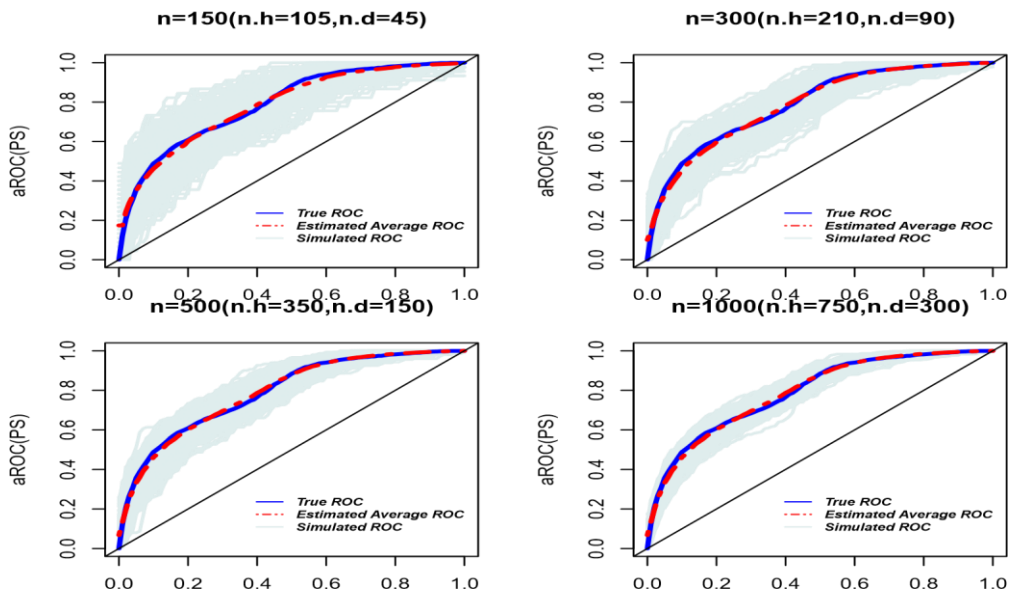 n=150(n.h=105,n.d=45)
aROC(PS)
1.0
0.8
0.6
0.4
0.2
0.0
True ROC
Estimated Average ROC
Simulated ROC
0.0 0.2 0.4 0.6 0.8 1.0
n=300(n.h=210,n.d=90)
aROC(PS)
1.0
0.8
0.6
0.4
0.2
0.0
True ROC
Estimated Average ROC
Simulated ROC
0.0 0.2 0.4 0.6 0.8 1.0
n=500(n.h=350,n.d=150)
aROC(PS)
1.0
0.8
0.6
0.4
0.2
0.0
True ROC
Estimated Average ROC
Simulated ROC
0.0 0.2 0.4 0.6 0.8 1.0
n=1000(n.h=750,n.d=300)
aROC(PS)
1.0
0.8
0.6
0.4
0.2
0.0
True ROC
Estimated Average ROC
Simulated ROC
0.0 0.2 0.4 0.6 0.8 1.0